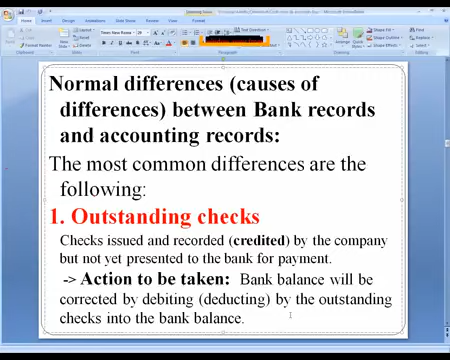 Normal differences (causes of
differences) between Bank records
and accounting records:
The most common differences are the
following:
1. Outstanding checks
Checks issued and recorded (credited) by the company
but not yet presented to the bank for payment.
-> Action to be taken: Bank balance will be
corrected by debiting (deducting) by the outstanding
checks into the bank balance.